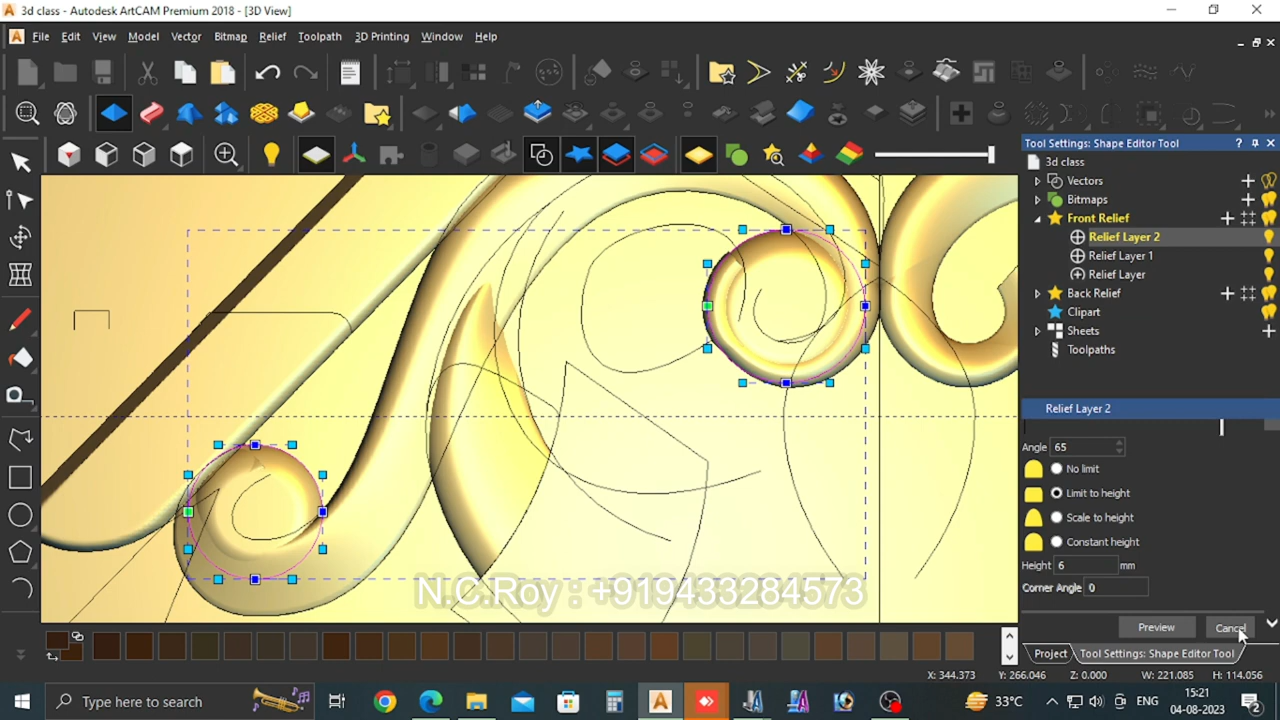 3d class - Autodesk ArtCAM Premium 2018 - [3D View]
File Edit View Model Vector Bitmap Relief Toolpath 3D Printing Window Help
Tool Settings: Shape Editor Tool
3d class
Vectors
Bitmaps
Front Relief
Relief Layer 2
Relief Layer 1
Relief Layer
Back Relief
Clipart
Sheets
Toolpaths
Relief Layer 2
Angle 65
No limit
Limit to height
Scale to height
Constant height
Height 6 mm
Corner Angle 0
Preview Cancel
N.C.Roy : +919433284573
Project Tool Settings: Shape Editor Tool
X: 344.373 Y: 266.046 Z: 0.000 W: 221.085 H: 114.056
Type here to search
33°C
ENG
15:21
04-08-2023
2